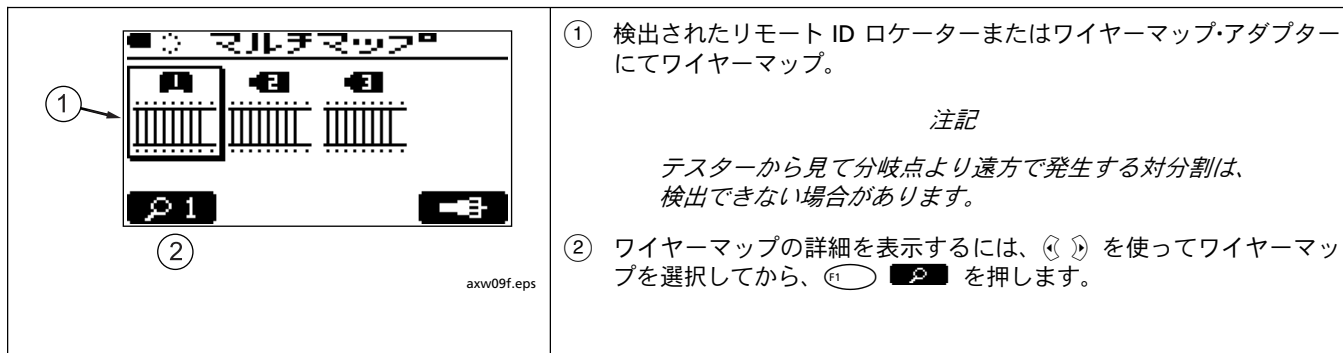 マルチマップ
1 2 3
①
1
②
axw09f.eps
① 検出されたリモート ID ロケーターまたはワイヤーマップ・アダプター
にてワイヤーマップ。
注記
テスターから見て分岐点より遠方で発生する対分割は、
検出できない場合があります。
② ワイヤーマップの詳細を表示するには、 を使ってワイヤーマッ
プを選択してから、F1 を押します。